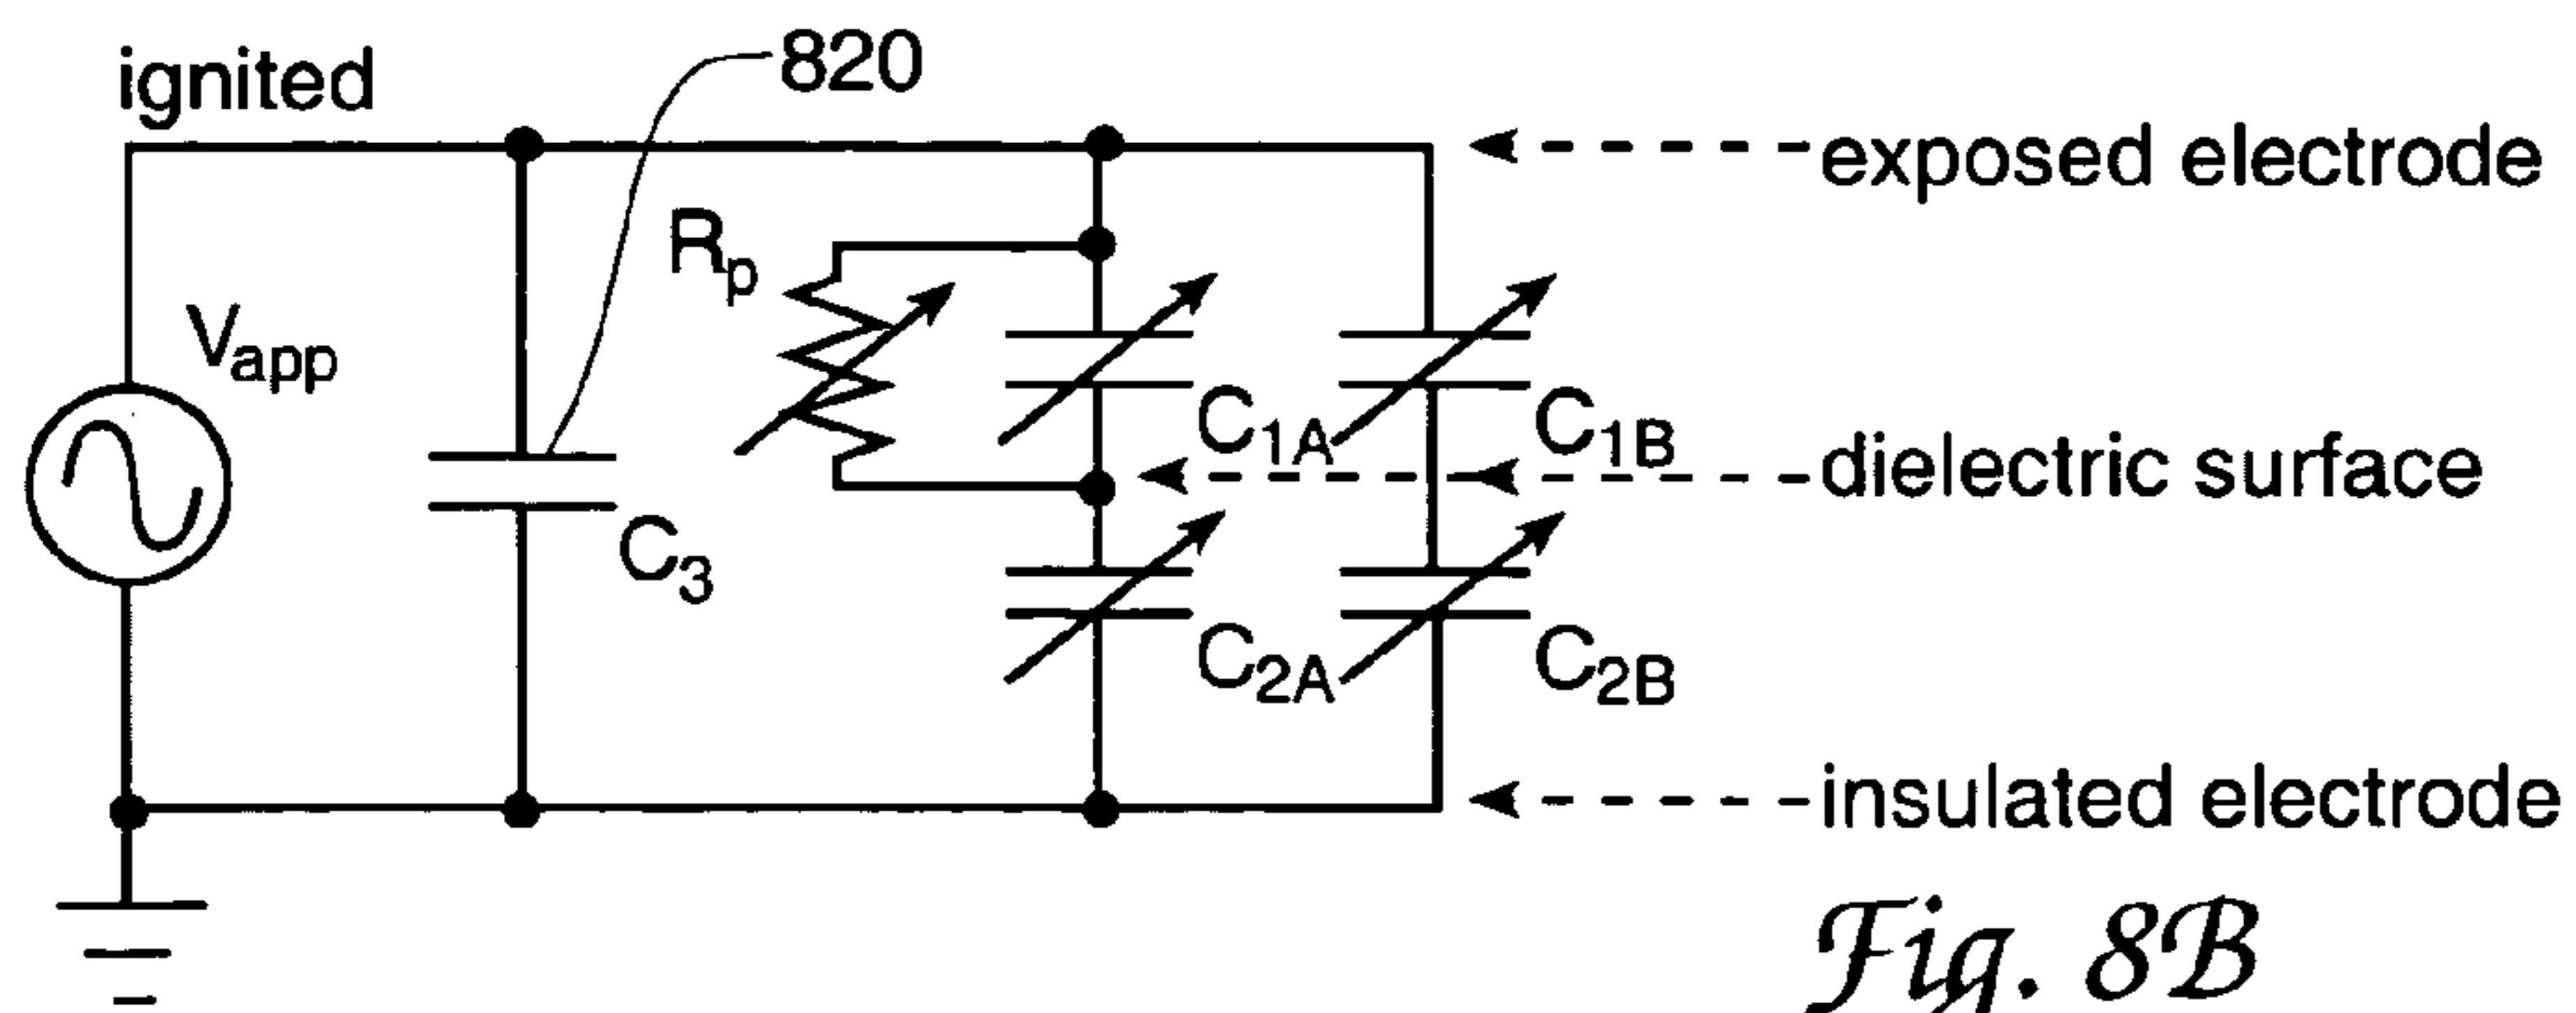 ignited
820
exposed electrode
Rp
Vapp
C1A
C1B
dielectric surface
C3
C2A
C2B
insulated electrode
Fig. 8B